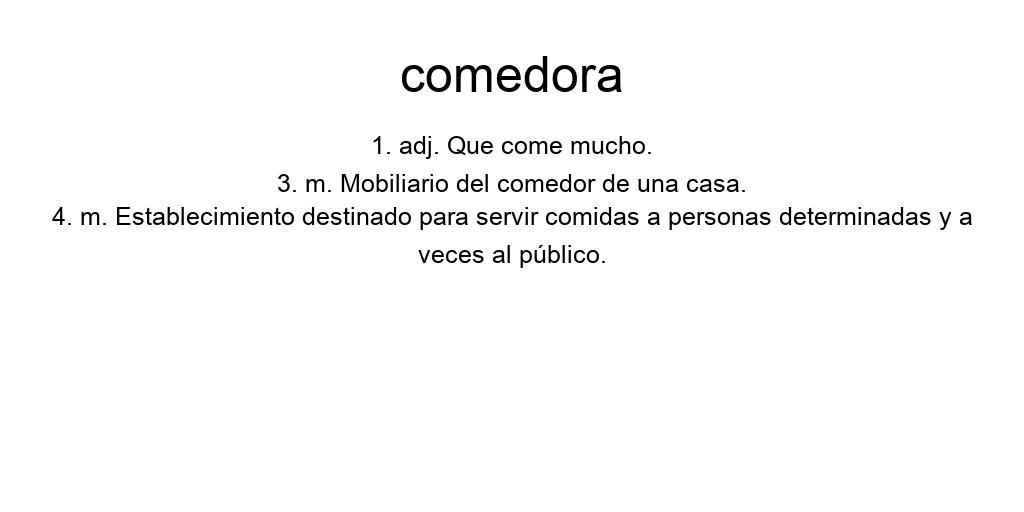 comedora
1. adj. Que come mucho.
3. m. Mobiliario del comedor de una casa.
4. m. Establecimiento destinado para servir comidas a personas determinadas y a
veces al público.